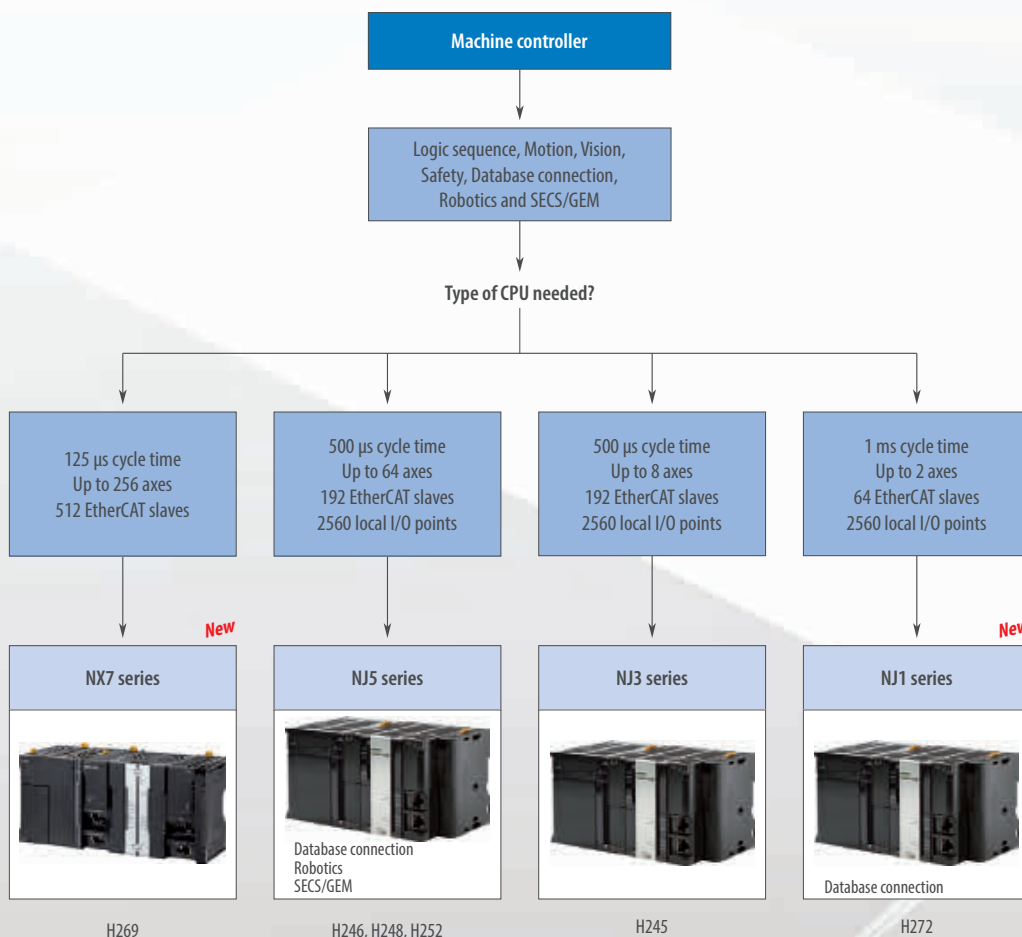 Machine controller
Logic sequence, Motion, Vision,
Safety, Database connection,
Robotics and SECS/GEM
Type of CPU needed?
125 µs cycle time
Up to 256 axes
512 EtherCAT slaves
500 µs cycle time
Up to 64 axes
192 EtherCAT slaves
2560 local I/O points
500 µs cycle time
Up to 8 axes
192 EtherCAT slaves
2560 local I/O points
1 ms cycle time
Up to 2 axes
64 EtherCAT slaves
2560 local I/O points
New
New
NX7 series
NJ5 series
NJ3 series
NJ1 series
Database connection
Robotics
SECS/GEM
Database connection
H269
H246, H248, H252
H245
H272